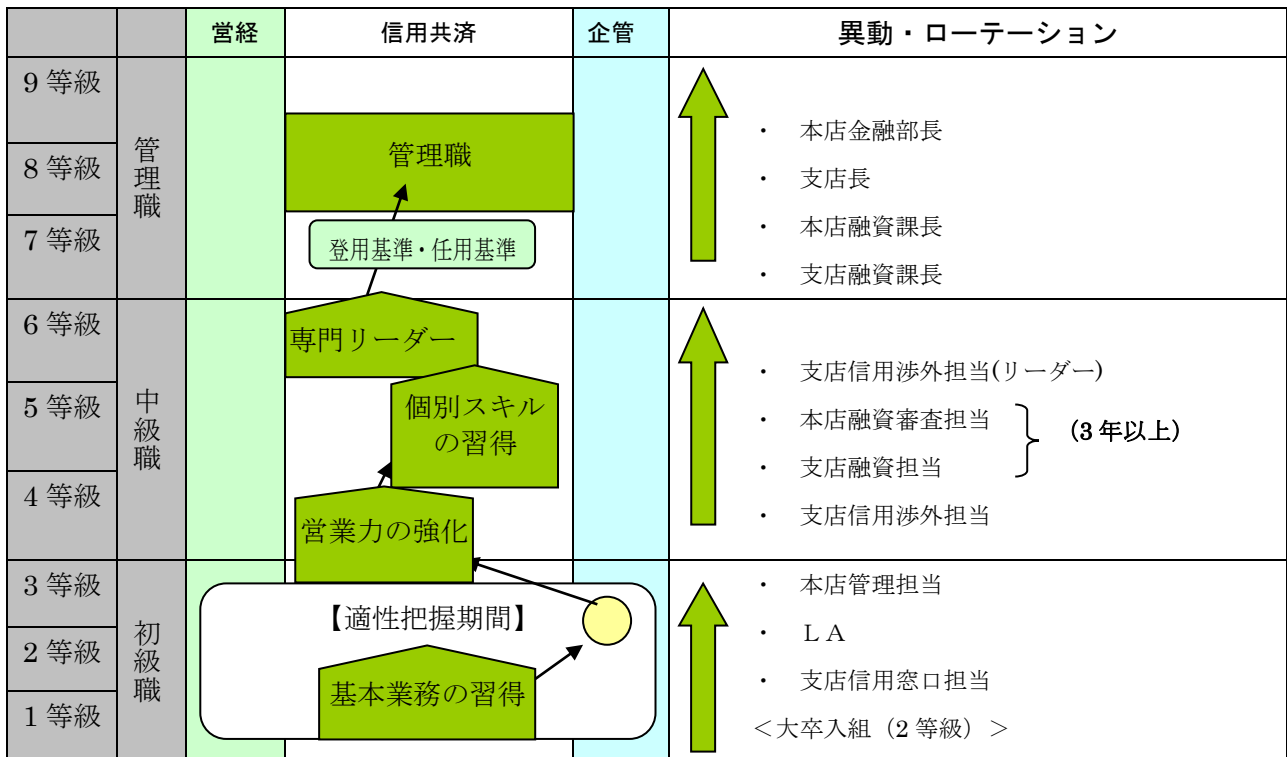 営経
信用共済
企管
異動・ローテーション
9 等級
8 等級
7 等級
管理職
管理職
登用基準・任用基準
・ 本店金融部長
・ 支店長
・ 本店融資課長
・ 支店融資課長
6 等級
5 等級
4 等級
中級職
専門リーダー
個別スキル
の習得
営業力の強化
・ 支店信用渉外担当(リーダー)
・ 本店融資審査担当
(3 年以上)
・ 支店融資担当
・ 支店信用渉外担当
3 等級
2 等級
1 等級
初級職
【適性把握期間】
基本業務の習得
・ 本店管理担当
・ ＬＡ
・ 支店信用窓口担当
＜大卒入組（2 等級）＞